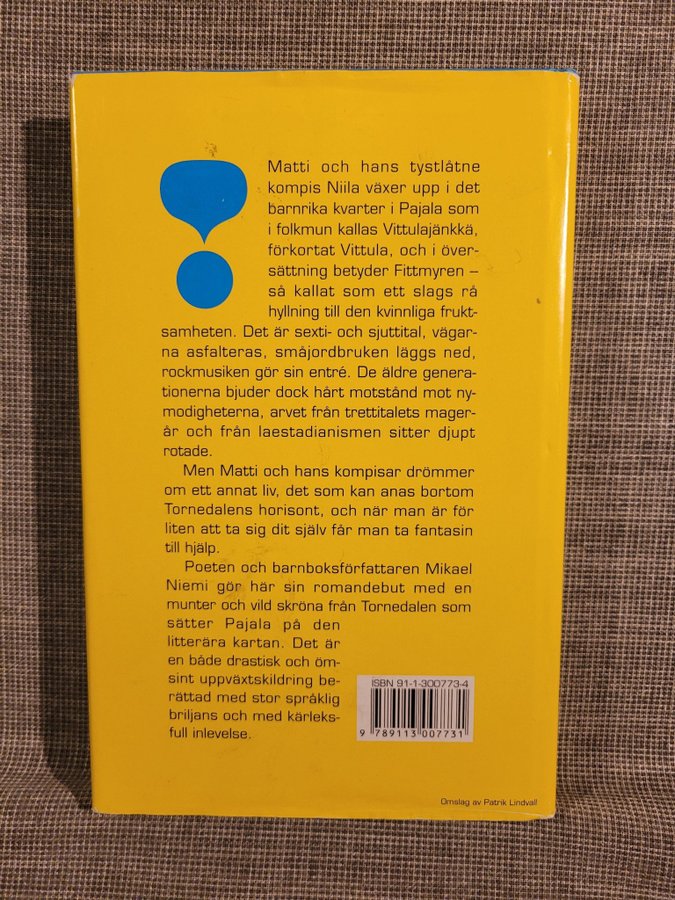 Matti och hans tystlåtne
kompis Niila växer upp i det
barnrika kvarter i Pajala som
i folkmun kallas Vittulajänkkä,
förkortat Vittula, och i över-
sättning betyder Fittmyren –
så kallat som ett slags rå
hyllning till den kvinnliga frukt-
samheten. Det är sexti- och sjuttital, vägar-
na asfalteras, småjordbruken läggs ned,
rockmusiken gör sin entré. De äldre genera-
tionerna bjuder dock hårt motstånd mot ny-
modigheterna, arvet från trettitalets mager-
år och från laestadianismen sitter djupt
rotade.
Men Matti och hans kompisar drömmer
om ett annat liv, det som kan anas bortom
Tornedalens horisont, och när man är för
liten att ta sig dit själv får man ta fantasin
till hjälp.
Poeten och barnboksförfattaren Mikael
Niemi gör här sin romandebut med en
munter och vild skröna från Tornedalen som
sätter Pajala på den
litterära kartan. Det är
en både drastisk och öm-
sint uppväxtskildring be-
rättad med stor språklig
briljans och med kärleks-
full inlevelse.
ISBN 91-1-300773-4
9 789113 007731
Omslag av Patrik Lindvall